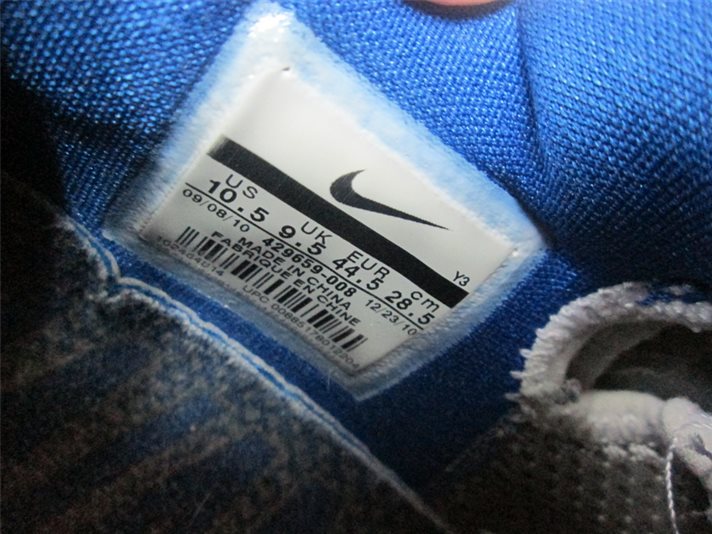 US UK EUR cm
10.5 9.5 44.5 28.5
Y3
09/08/10 429659-008 12/23/10
MADE IN CHINA
FABRIQUE EN CHINE